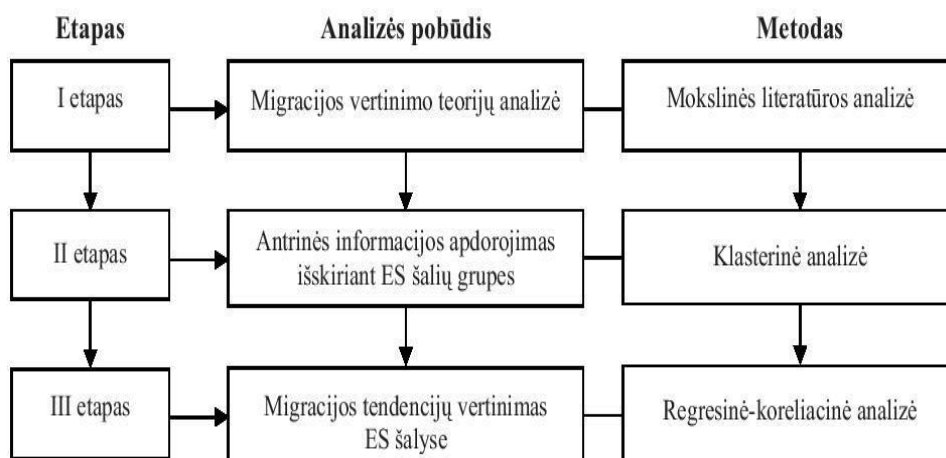 Etapas
Analizės pobūdis
Metodas
I etapas
Migracijos vertinimo teorijų analizė
Mokslinės literatūros analizė
II etapas
Antrinės informacijos apdorojimas
išskiriant ES šalių grupes
Klasterinė analizė
III etapas
Migracijos tendencijų vertinimas
ES šalyse
Regresinė-koreliacinė analizė